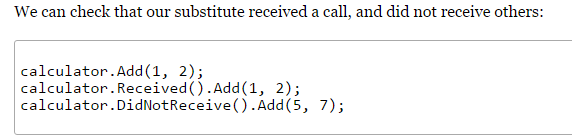 We can check that our substitute received a call, and did not receive others:
calculator.Add(1, 2);
calculator.Received().Add(1, 2);
calculator.DidNotReceive().Add(5, 7);